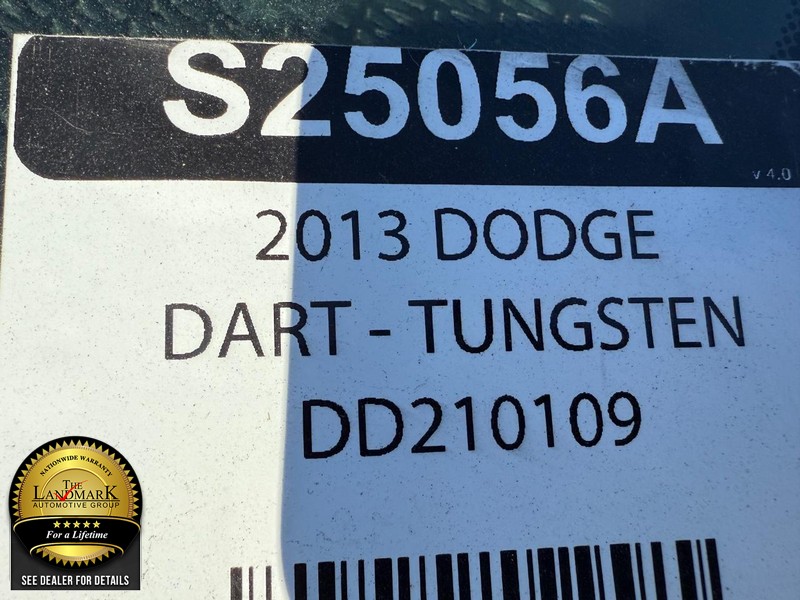 S25056A
v 4.0
2013 DODGE
DART - TUNGSTEN
DD210109
NATIONWIDE WARRANTY
THE
LANDMARK
AUTOMOTIVE GROUP
For a Lifetime
SEE DEALER FOR DETAILS